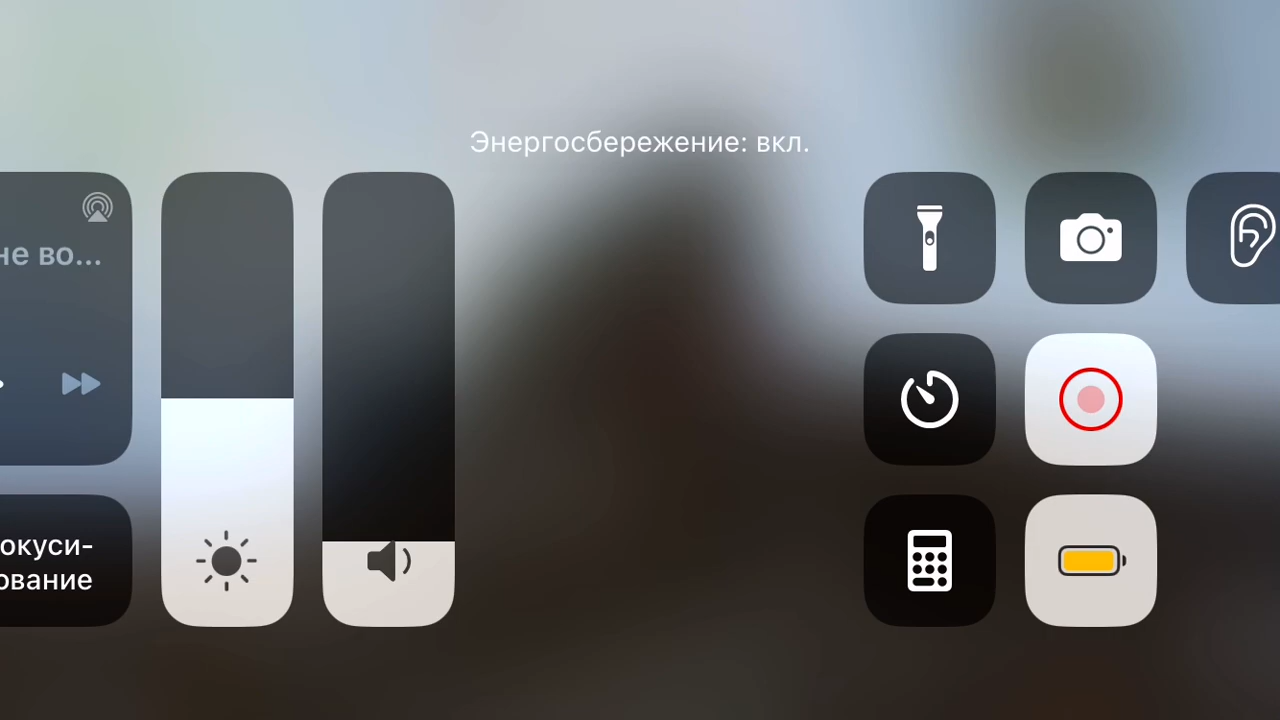 Энергосбережение: вкл.
не во...
окуси-
ование